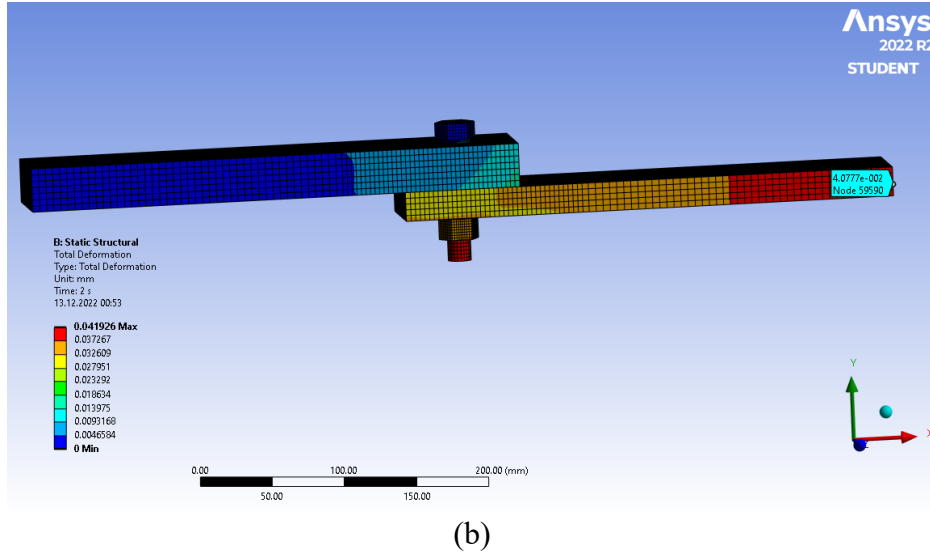 Ansys
2022 R2
STUDENT
4.0777e-002
Node 59590
B: Static Structural
Total Deformation
Type: Total Deformation
Unit: mm
Time: 2 s
13.12.2022 00:53
0.041926 Max
0.037267
0.032609
0.027951
0.023292
0.018634
0.013975
0.0093168
0.0046584
0 Min
Y
X
0.00 100.00 200.00 (mm)
50.00 150.00
(b)